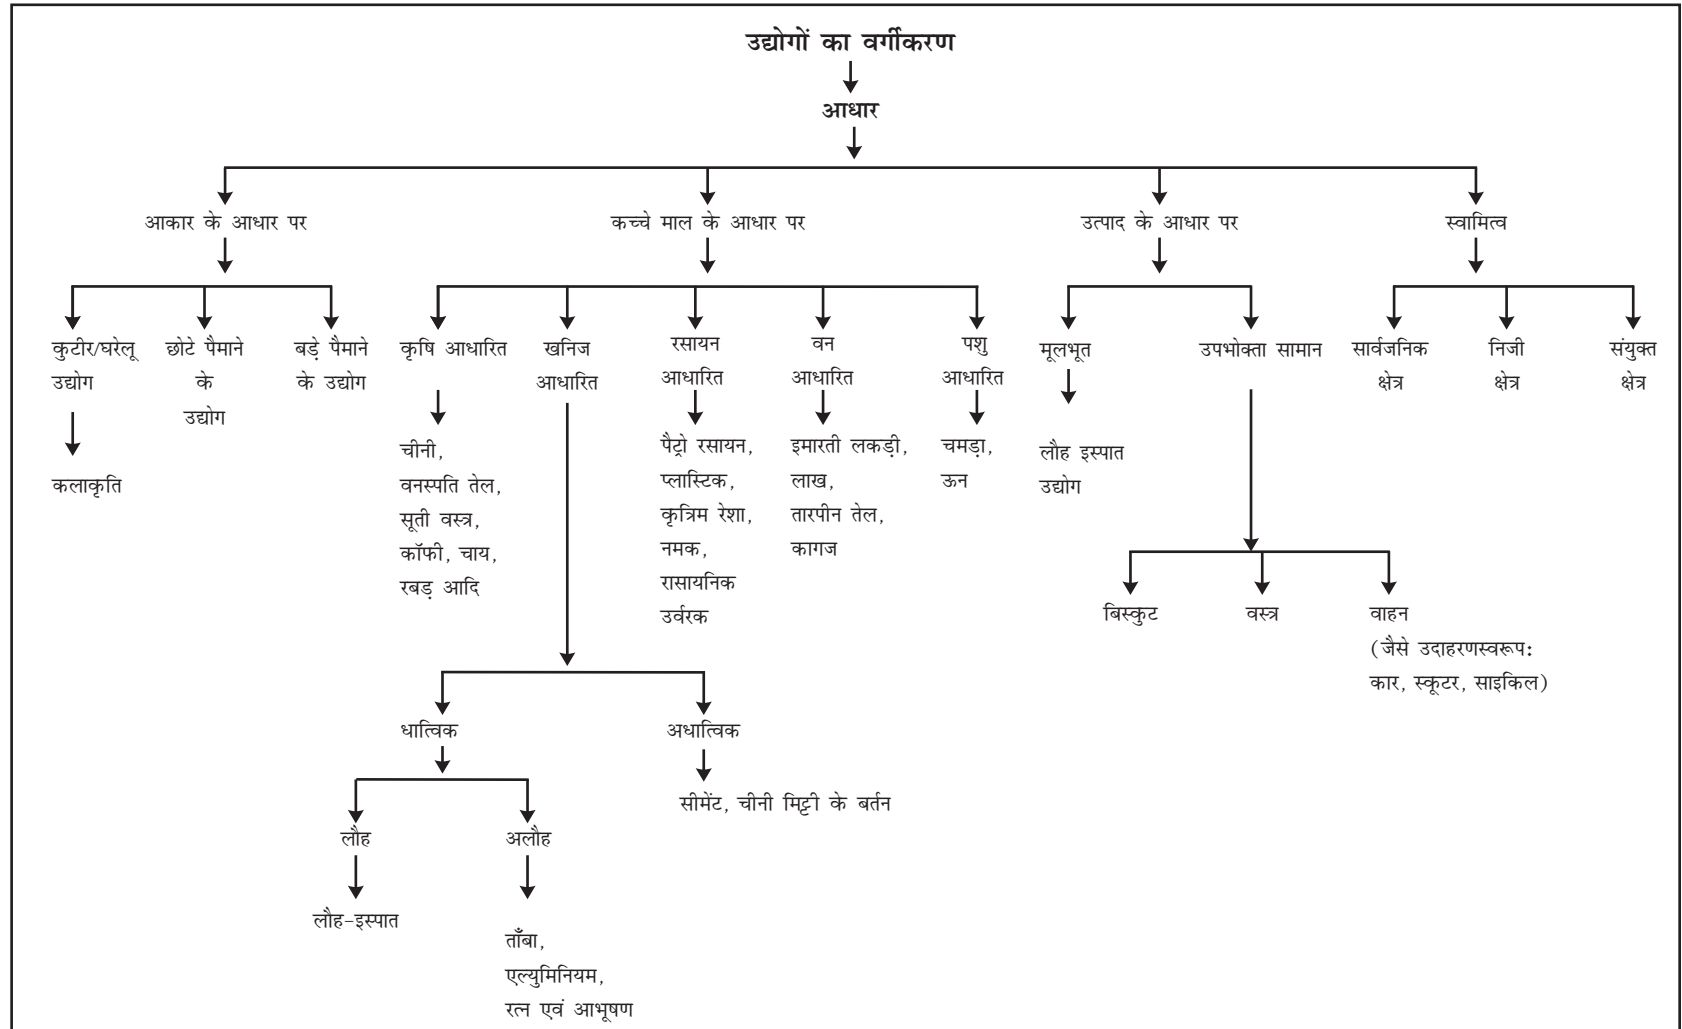 उद्योगों का वर्गीकरण
आधार
आकार के आधार पर
कच्चे माल के आधार पर
उत्पाद के आधार पर
स्वामित्व
कुटीर/घरेलू
उद्योग
छोटे पैमाने
के
उद्योग
बड़े पैमाने
के उद्योग
कृषि आधारित
खनिज
आधारित
रसायन
आधारित
वन
आधारित
पशु
आधारित
मूलभूत
उपभोक्ता सामान
सार्वजनिक
क्षेत्र
निजी
क्षेत्र
संयुक्त
क्षेत्र
कलाकृति
चीनी,
वनस्पति तेल,
सूती वस्त्र,
कॉफी, चाय,
रबड़ आदि
पैट्रो रसायन,
प्लास्टिक,
कृत्रिम रेशा,
नमक,
रासायनिक
उर्वरक
इमारती लकड़ी,
लाख,
तारपीन तेल,
कागज
चमड़ा,
ऊन
लौह इस्पात
उद्योग
बिस्कुट
वस्त्र
वाहन
(जैसे उदाहरणस्वरूप:
कार, स्कूटर, साइकिल)
धात्विक
अधात्विक
सीमेंट, चीनी मिट्टी के बर्तन
लौह
अलौह
लौह-इस्पात
ताँबा,
एल्युमिनियम,
रत्न एवं आभूषण